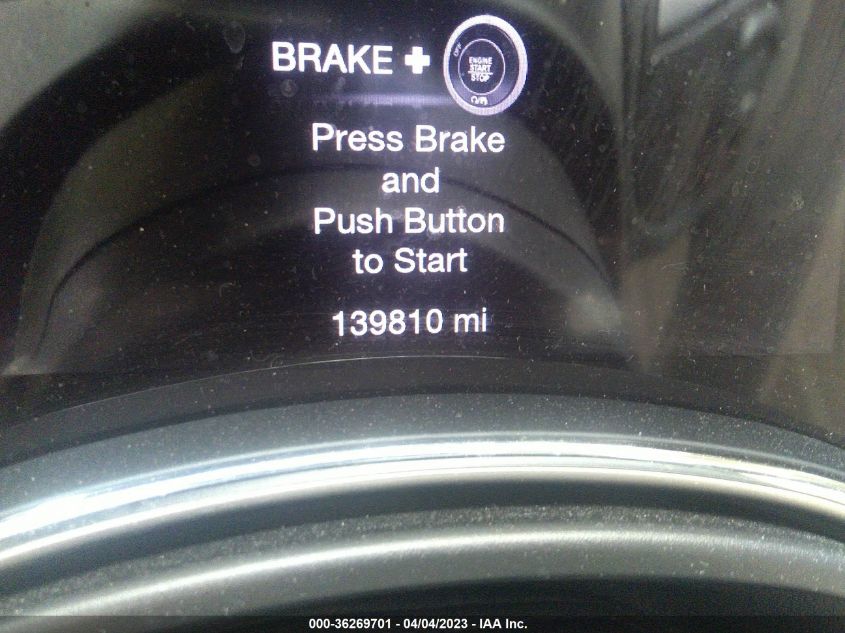 BRAKE +
OFF
ENGINE
START
STOP
Press Brake
and
Push Button
to Start
139810 mi
000-36269701 - 04/04/2023 - IAA Inc.